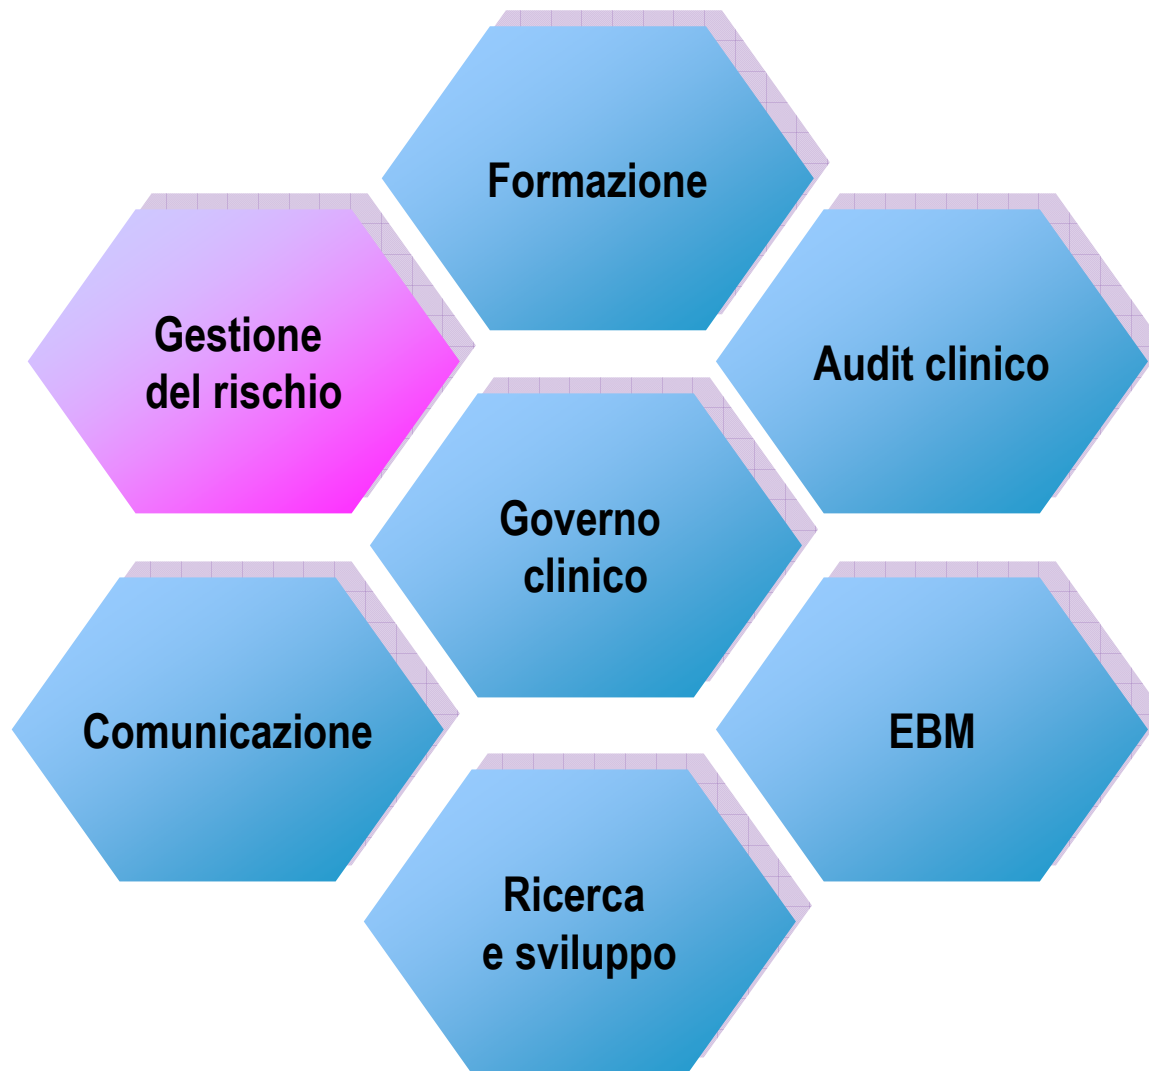 Formazione
Gestione
del rischio
Audit clinico
Governo
clinico
Comunicazione
EBM
Ricerca
e sviluppo